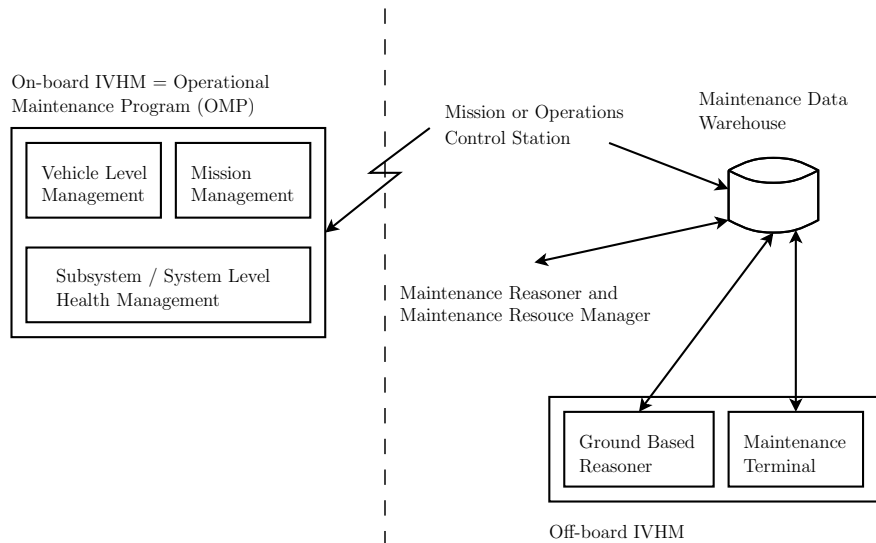 On-board IVHM = Operational
Maintenance Program (OMP)
Vehicle Level
Management
Mission
Management
Subsystem / System Level
Health Management
Mission or Operations
Control Station
Maintenance Data
Warehouse
Maintenance Reasoner and
Maintenance Resouce Manager
Ground Based
Reasoner
Maintenance
Terminal
Off-board IVHM